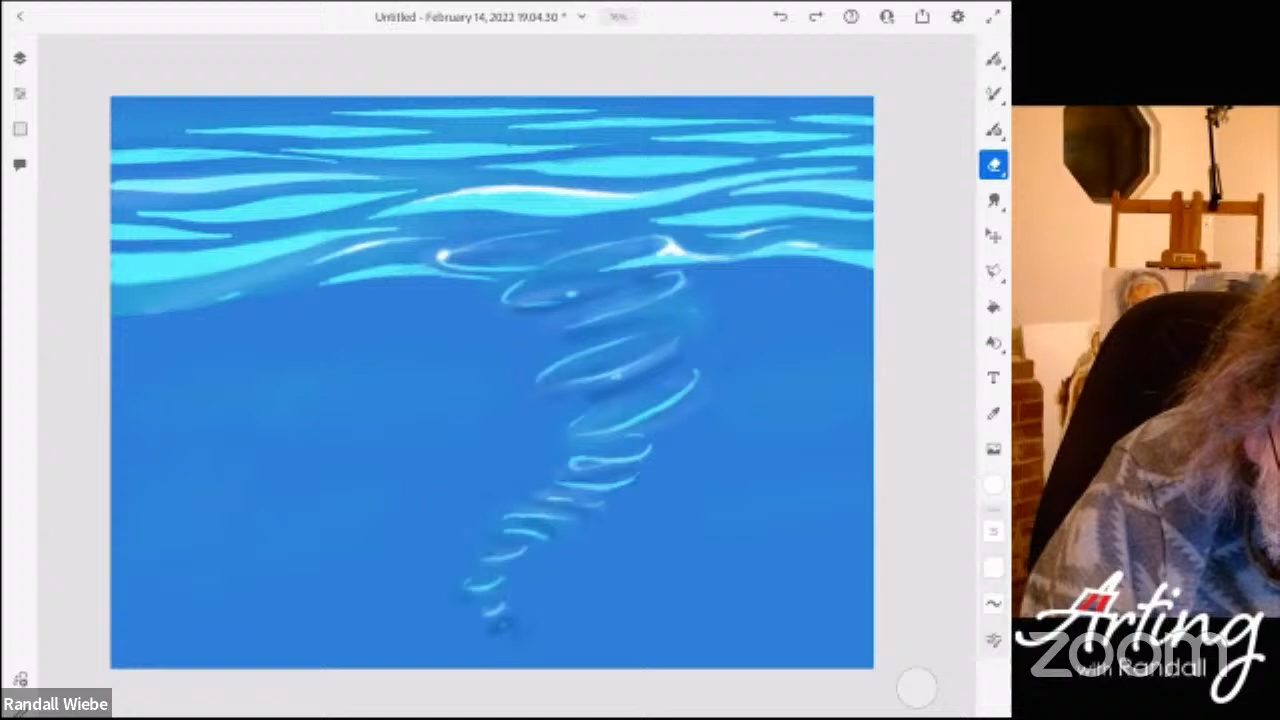 Untitled - February 14, 2022 19.04.30 *
T
Arting
zoom
with Randall
Randall Wiebe